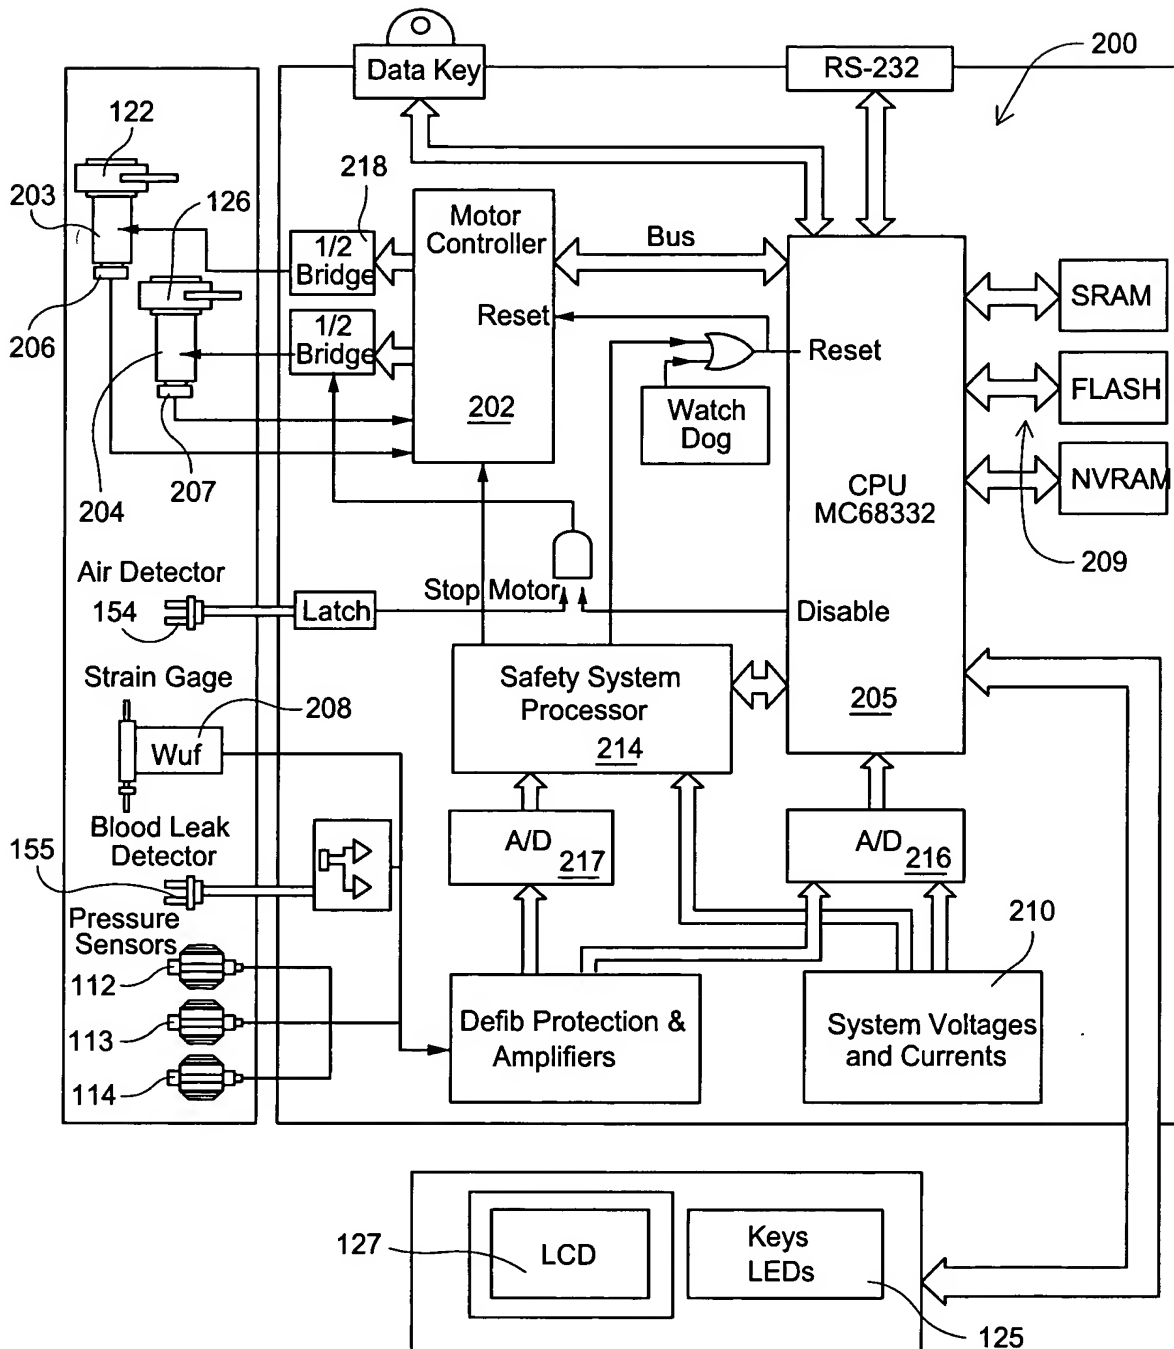 Data Key
RS-232
200
122
218
203
126
Motor
Controller
1/2
Bridge
Bus
SRAM
206
1/2
Bridge
Reset
Reset
FLASH
Watch
Dog
202
204
207
CPU
MC68332
NVRAM
209
Air Detector
154
Latch
Stop Motor
Disable
Strain Gage
208
Wuf
Safety System
Processor
214
205
Blood Leak
Detector
155
A/D
217
A/D
216
Pressure
Sensors
210
112
113
114
Defib Protection &
Amplifiers
System Voltages
and Currents
127
LCD
Keys
LEDs
125